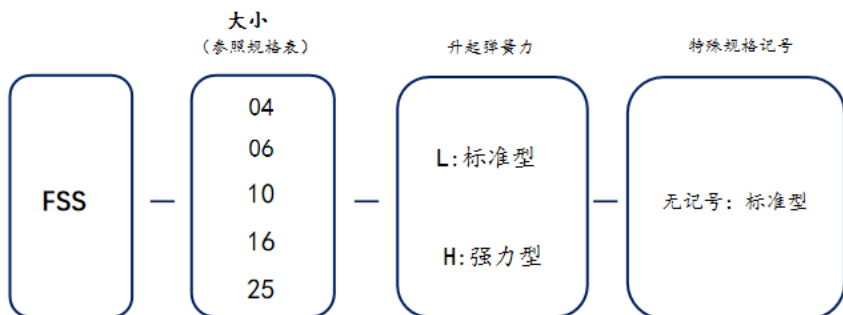 大小
（参照规格表）
升起弹簧力
特殊规格记号
FSS
—
04
06
10
16
25
—
L:标准型
H:强力型
—
无记号：标准型